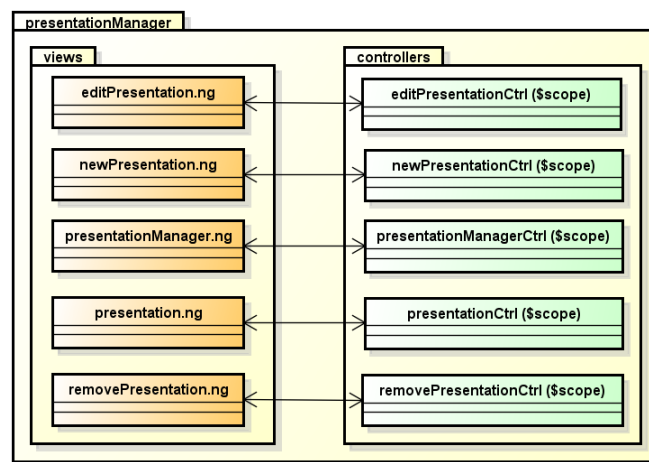 presentationManager
views
controllers
editPresentation.ng
editPresentationCtrl ($scope)
newPresentation.ng
newPresentationCtrl ($scope)
presentationManager.ng
presentationManagerCtrl ($scope)
presentation.ng
presentationCtrl ($scope)
removePresentation.ng
removePresentationCtrl ($scope)